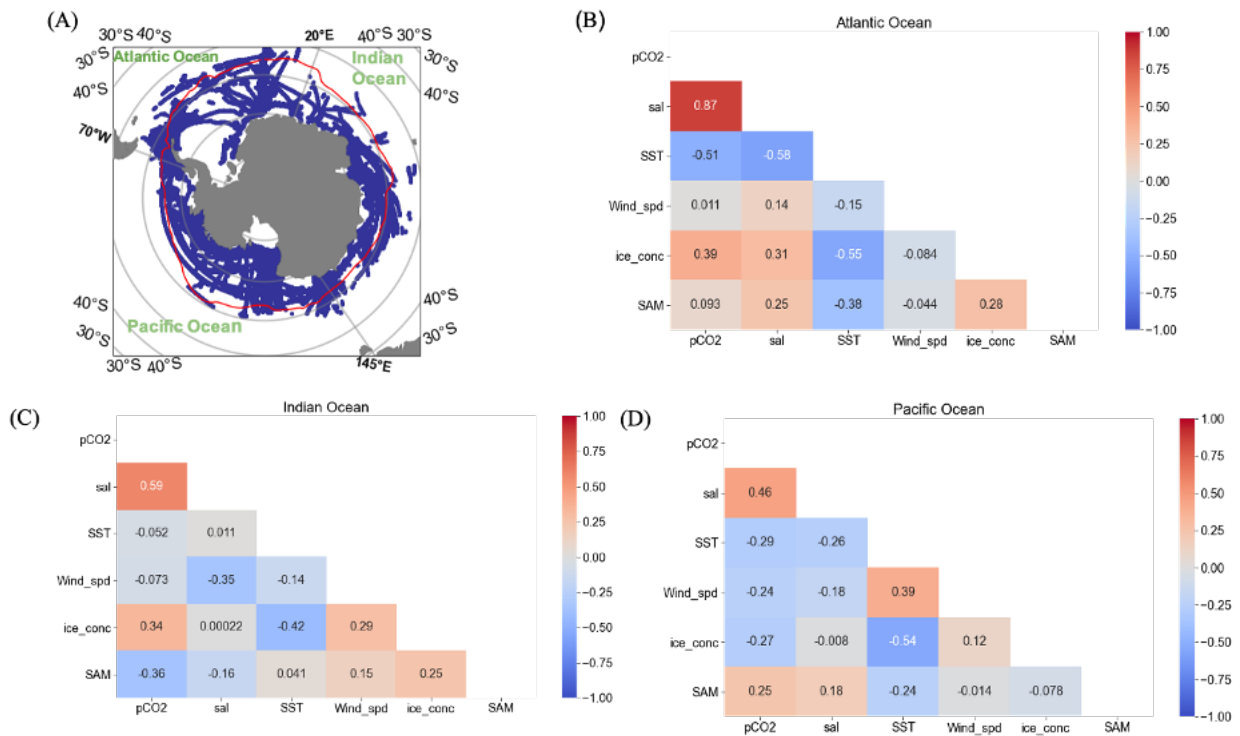 (A)
30°S 40°S 20°E 40°S 30°S
30°S Atlantic Ocean Indian Ocean 30°S
40°S 40°S
70°W
40°S Pacific Ocean 40°S
30°S 30°S
30°S 40°S 145°E
(B)
Atlantic Ocean
pCO2
sal 0.87
SST -0.51 -0.58
Wind_spd 0.011 0.14 -0.15
ice_conc 0.39 0.31 -0.55 -0.084
SAM 0.093 0.25 -0.38 -0.044 0.28
pCO2 sal SST Wind_spd ice_conc SAM
1.00
0.75
0.50
0.25
0.00
−0.25
−0.50
−0.75
−1.00
(C)
Indian Ocean
pCO2
sal 0.59
SST -0.052 0.011
Wind_spd -0.073 -0.35 -0.14
ice_conc 0.34 0.00022 -0.42 0.29
SAM -0.36 -0.16 0.041 0.15 0.25
pCO2 sal SST Wind_spd ice_conc SAM
1.00
0.75
0.50
0.25
0.00
−0.25
−0.50
−0.75
−1.00
(D)
Pacific Ocean
pCO2
sal 0.46
SST -0.29 -0.26
Wind_spd -0.24 -0.18 0.39
ice_conc -0.27 -0.008 -0.54 0.12
SAM 0.25 0.18 -0.24 -0.014 -0.078
pCO2 sal SST Wind_spd ice_conc SAM
1.00
0.75
0.50
0.25
0.00
−0.25
−0.50
−0.75
−1.00